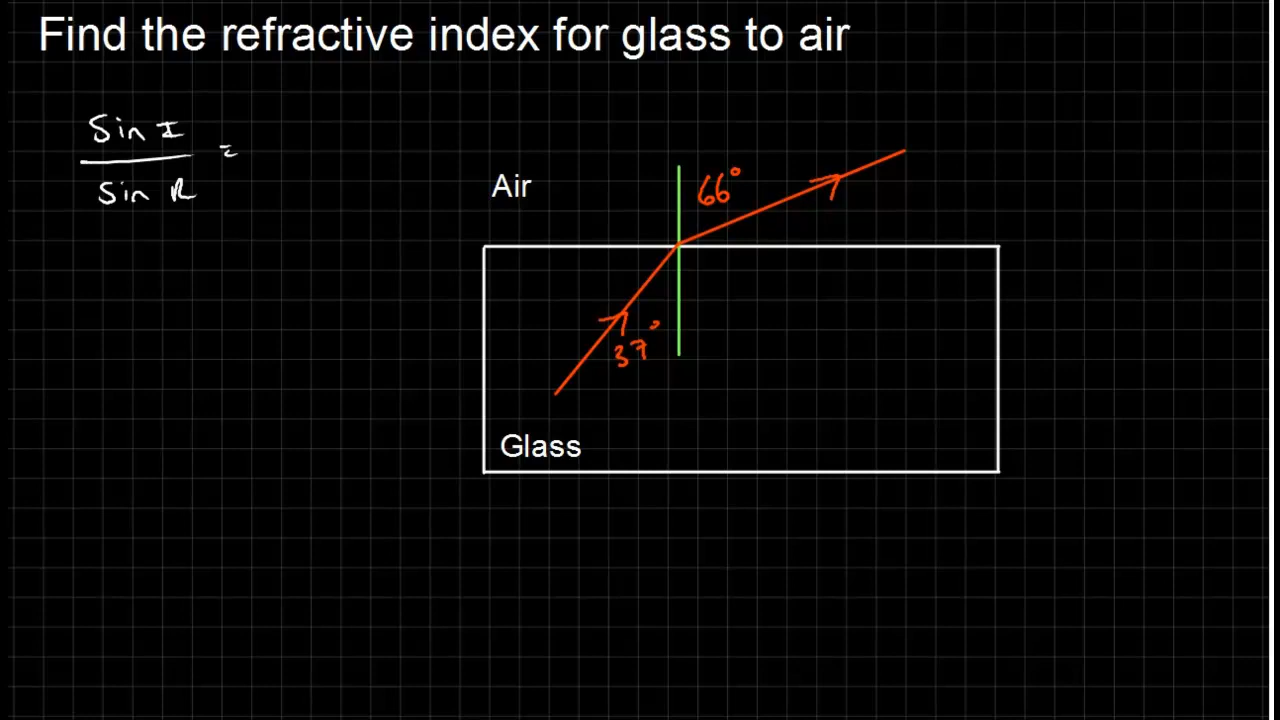 Find the refractive index for glass to air
Sin I
Sin R
=
Air
66°
37°
Glass